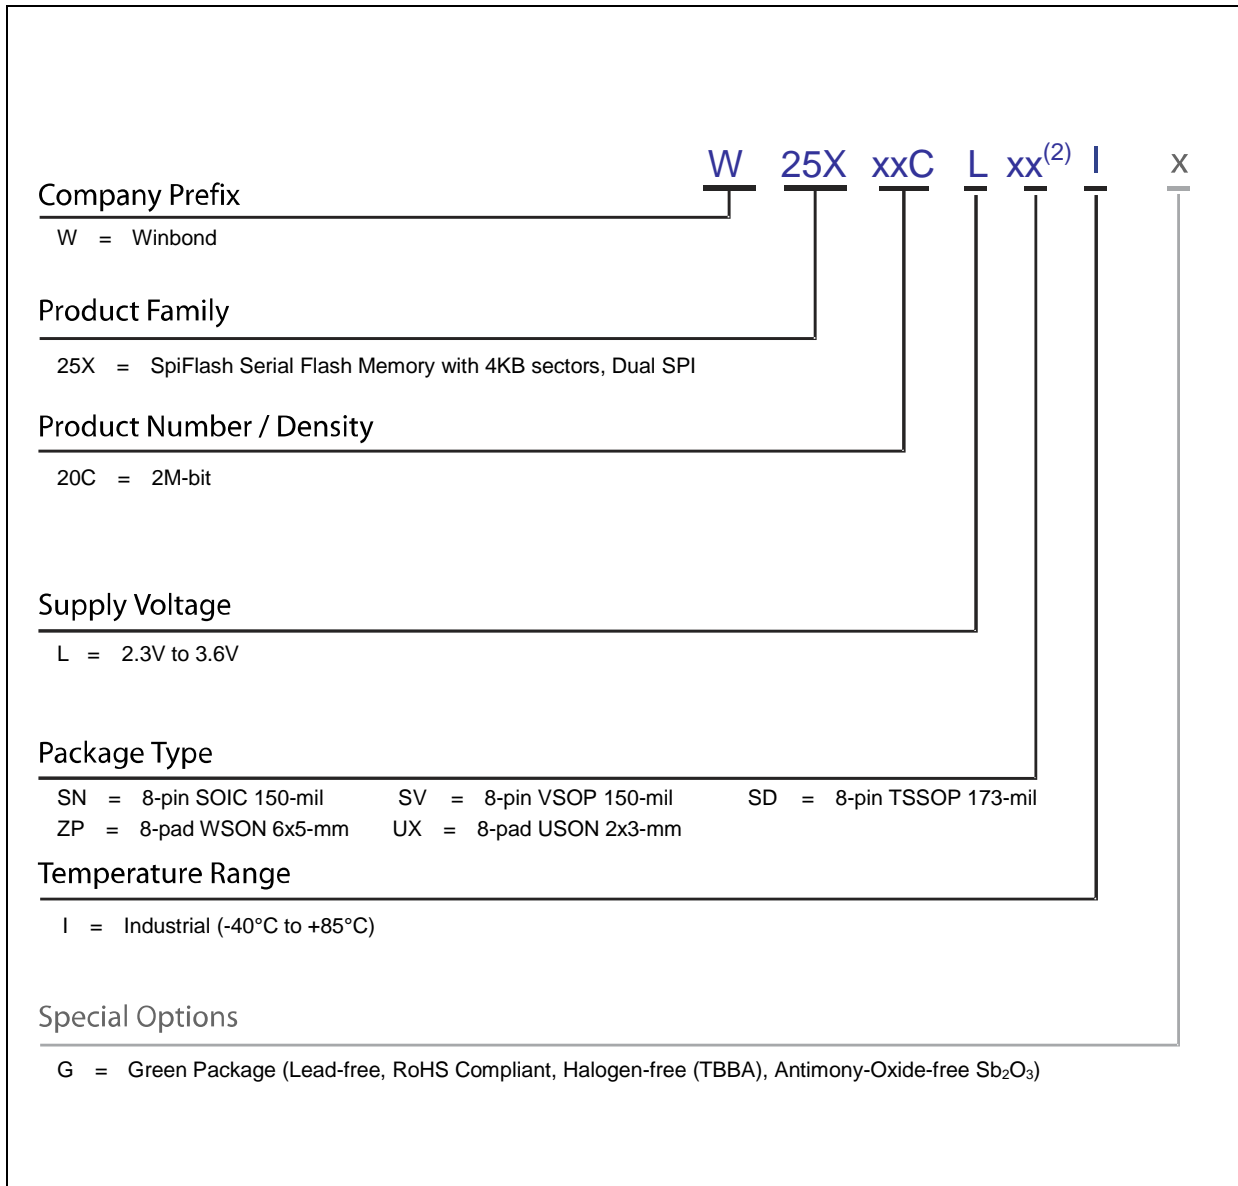 W 25X xxC L xx(2) I x
Company Prefix
W = Winbond
Product Family
25X = SpiFlash Serial Flash Memory with 4KB sectors, Dual SPI
Product Number / Density
20C = 2M-bit
Supply Voltage
L = 2.3V to 3.6V
Package Type
SN = 8-pin SOIC 150-mil SV = 8-pin VSOP 150-mil SD = 8-pin TSSOP 173-mil
ZP = 8-pad WSON 6x5-mm UX = 8-pad USON 2x3-mm
Temperature Range
I = Industrial (-40°C to +85°C)
Special Options
G = Green Package (Lead-free, RoHS Compliant, Halogen-free (TBBA), Antimony-Oxide-free Sb₂O₃)